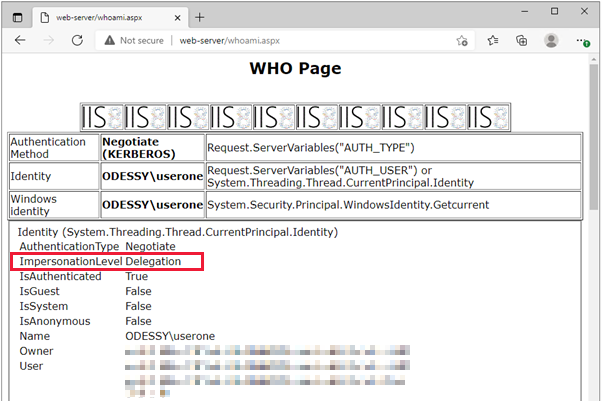 web-server/whoami.aspx
Not secure
web-server/whoami.aspx
WHO Page
IIS8 IIS8 IIS8 IIS8 IIS8 IIS8 IIS8 IIS8 IIS8 IIS8
Authentication Method Negotiate (KERBEROS) Request.ServerVariables("AUTH_TYPE")
Identity ODESSY\userone Request.ServerVariables("AUTH_USER") or System.Threading.Thread.CurrentPrincipal.Identity
Windows identity ODESSY\userone System.Security.Principal.WindowsIdentity.Getcurrent
Identity (System.Threading.Thread.CurrentPrincipal.Identity)
AuthenticationType Negotiate
ImpersonationLevel Delegation
IsAuthenticated True
IsGuest False
IsSystem False
IsAnonymous False
Name ODESSY\userone
Owner
User